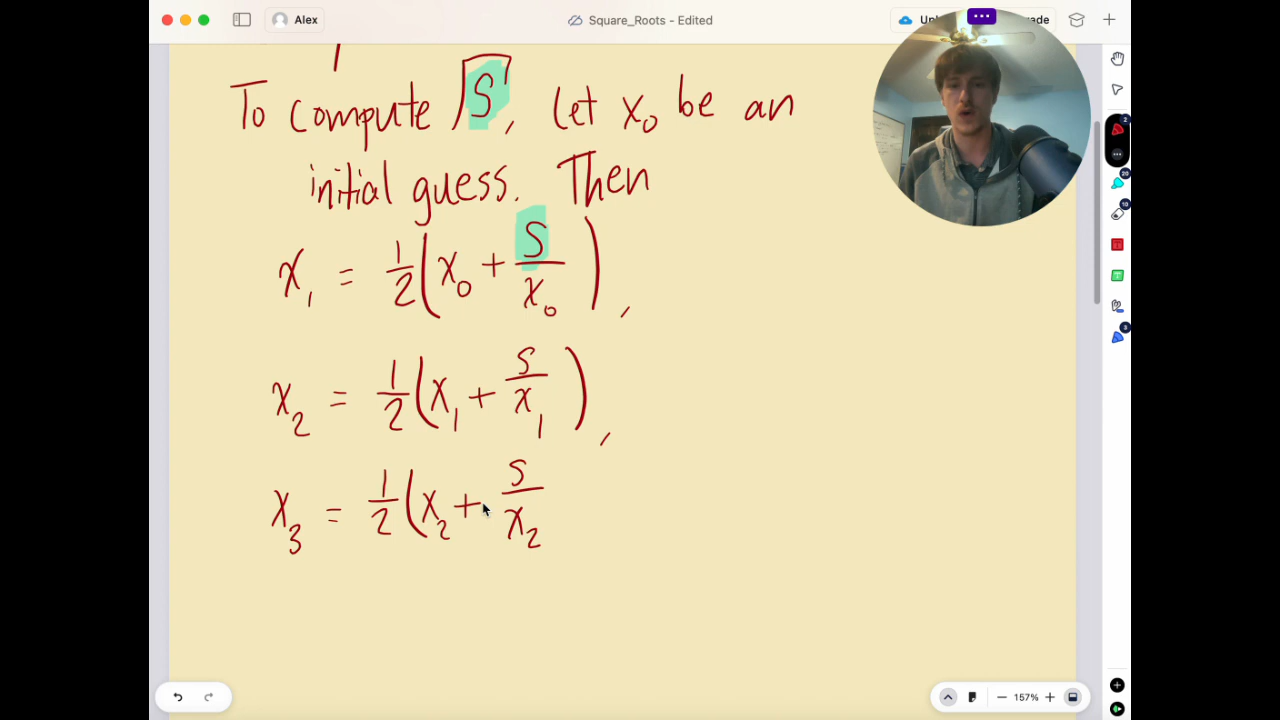 Alex
Square_Roots - Edited
To compute √S, let x₀ be an
initial guess. Then
x₁ = 1/2(x₀ + S/x₀),
x₂ = 1/2(x₁ + S/x₁),
x₃ = 1/2(x₂ + S/x₂
157%